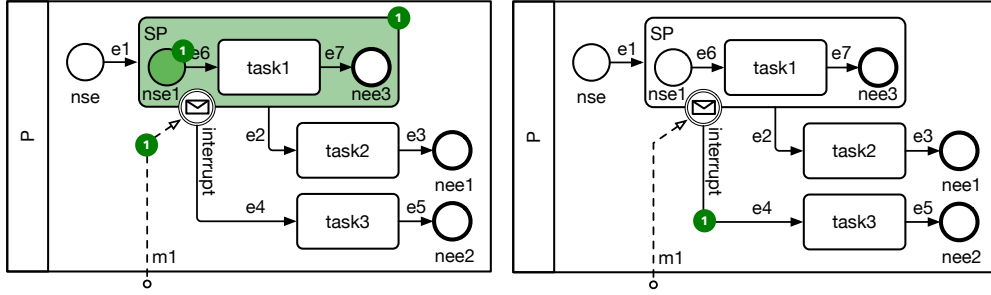 P
nse
e1
SP
1
nse1
1
e6
task1
e7
nee3
1
interrupt
e2
task2
e3
nee1
e4
task3
e5
nee2
m1
P
nse
e1
SP
nse1
e6
task1
e7
nee3
interrupt
e2
task2
e3
nee1
1
e4
task3
e5
nee2
m1